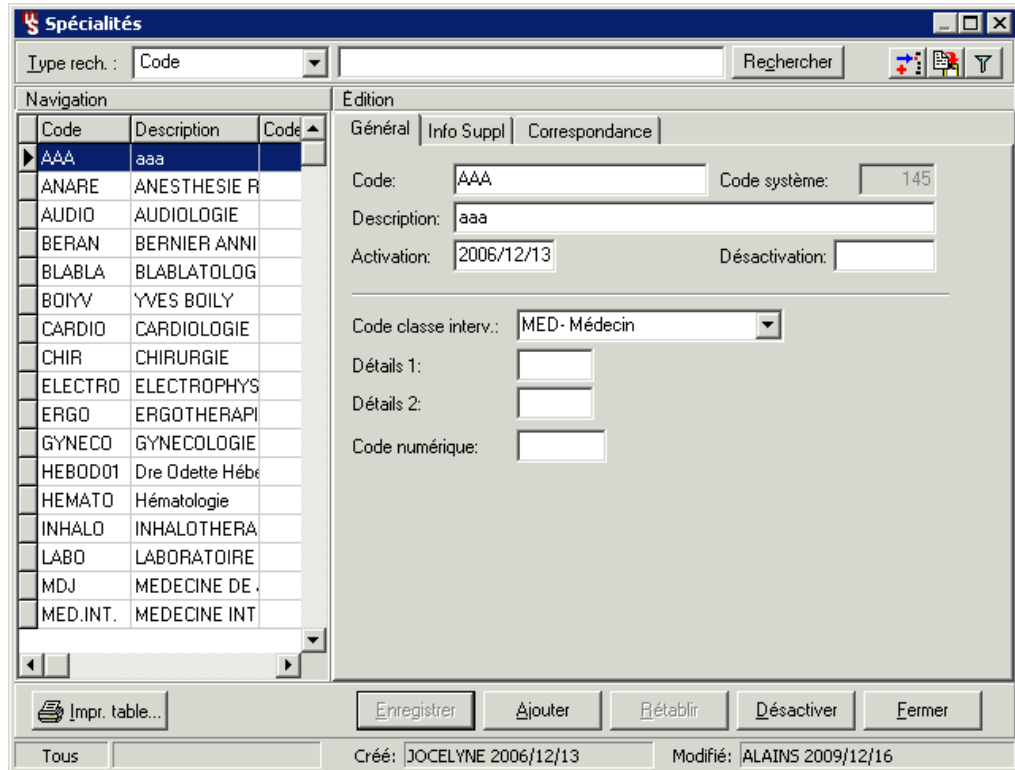 Spécialités
Type rech. : Code Rechercher
Navigation
Édition
Code Description Code
AAA aaa
ANARE ANESTHESIE R
AUDIO AUDIOLOGIE
BERAN BERNIER ANNI
BLABLA BLABLATOLOG
BOIYV YVES BOILY
CARDIO CARDIOLOGIE
CHIR CHIRURGIE
ELECTRO ELECTROPHYS
ERGO ERGOTHERAPI
GYNECO GYNECOLOGIE
HEBOD01 Dre Odette Hébe
HEMATO Hématologie
INHALO INHALOTHERA
LABO LABORATOIRE
MDJ MEDECINE DE
MED.INT. MEDECINE INT
Général Info Suppl Correspondance
Code: AAA Code système: 145
Description: aaa
Activation: 2006/12/13 Désactivation:
Code classe interv.: MED- Médecin
Détails 1:
Détails 2:
Code numérique:
Impr. table... Enregistrer Ajouter Rétablir Désactiver Fermer
Tous Créé: JOCELYNE 2006/12/13 Modifié: ALAINS 2009/12/16